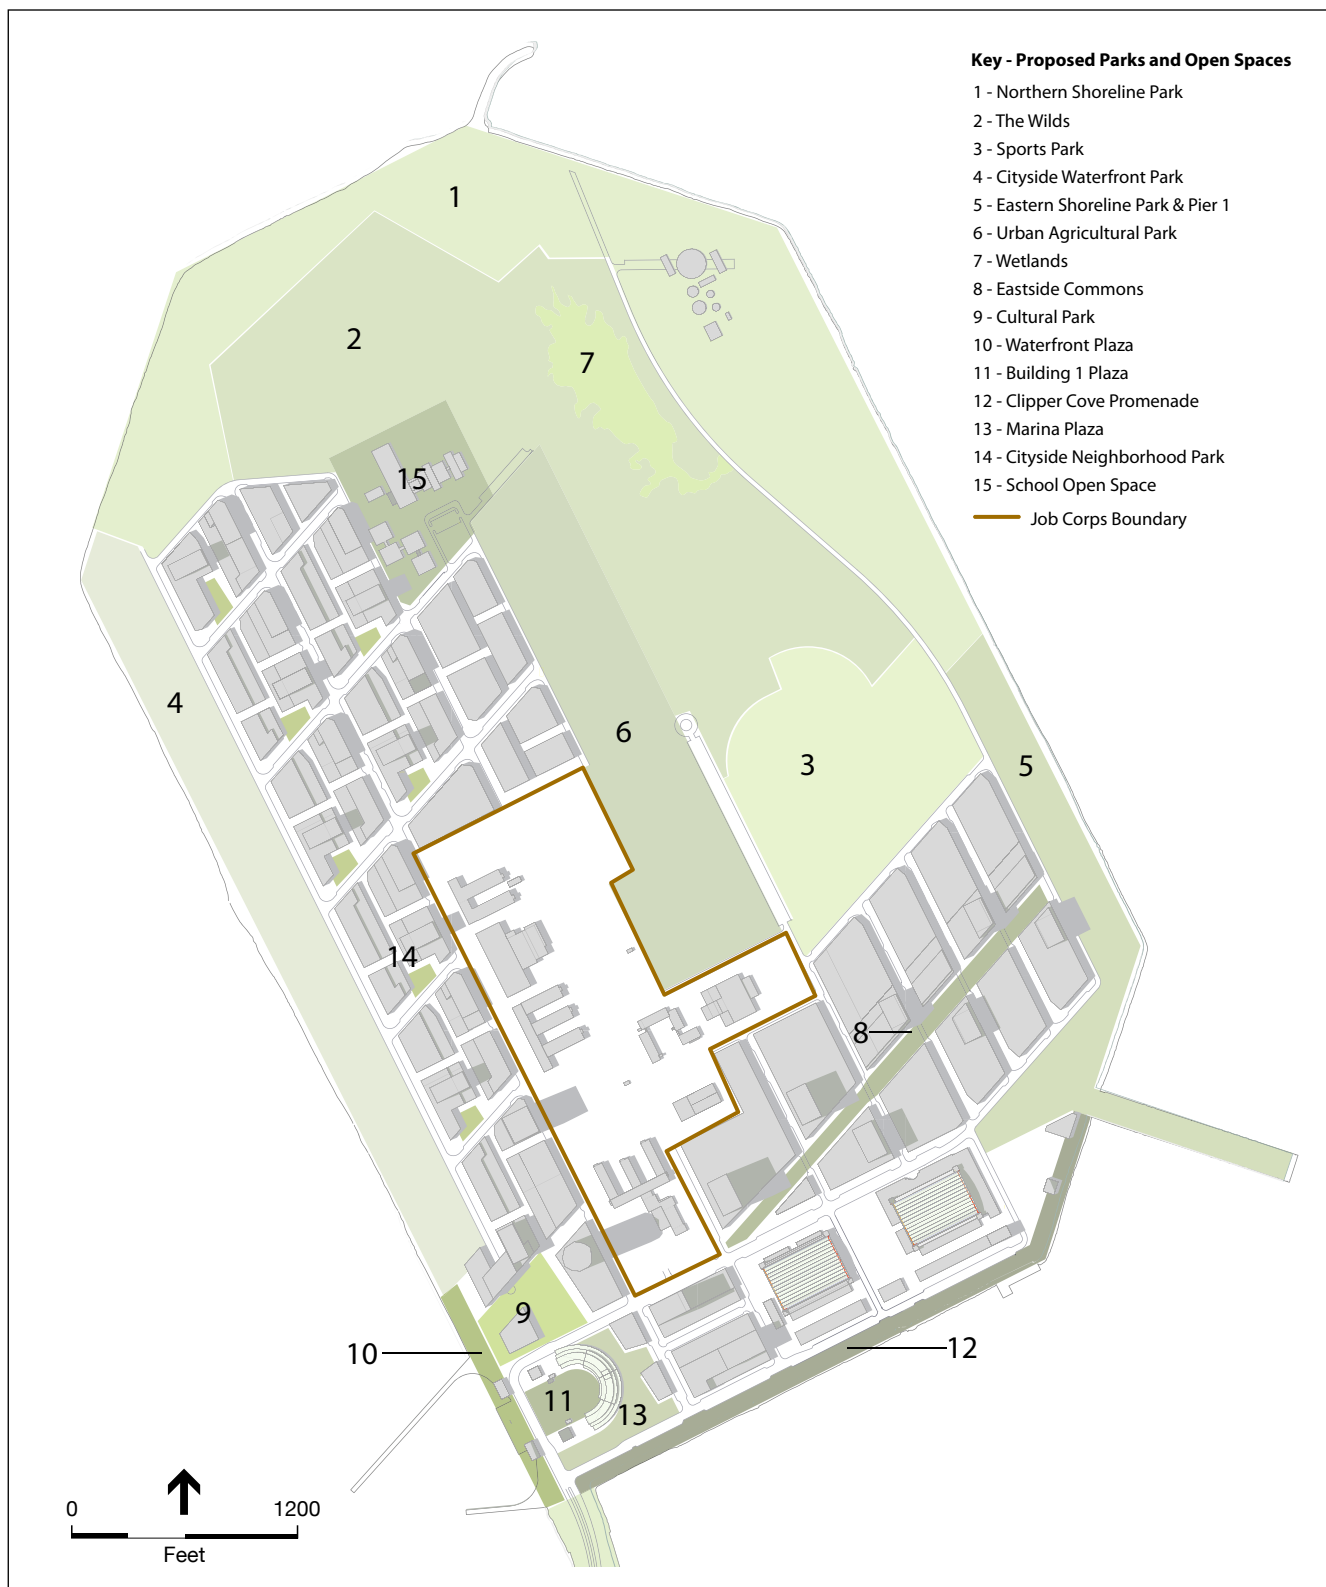 Key - Proposed Parks and Open Spaces
1 - Northern Shoreline Park
2 - The Wilds
3 - Sports Park
4 - Cityside Waterfront Park
5 - Eastern Shoreline Park & Pier 1
6 - Urban Agricultural Park
7 - Wetlands
8 - Eastside Commons
9 - Cultural Park
10 - Waterfront Plaza
11 - Building 1 Plaza
12 - Clipper Cove Promenade
13 - Marina Plaza
14 - Cityside Neighborhood Park
15 - School Open Space
Job Corps Boundary
1
2
7
15
4
6
3
5
14
8
9
10
12
11
13
0 1200
Feet